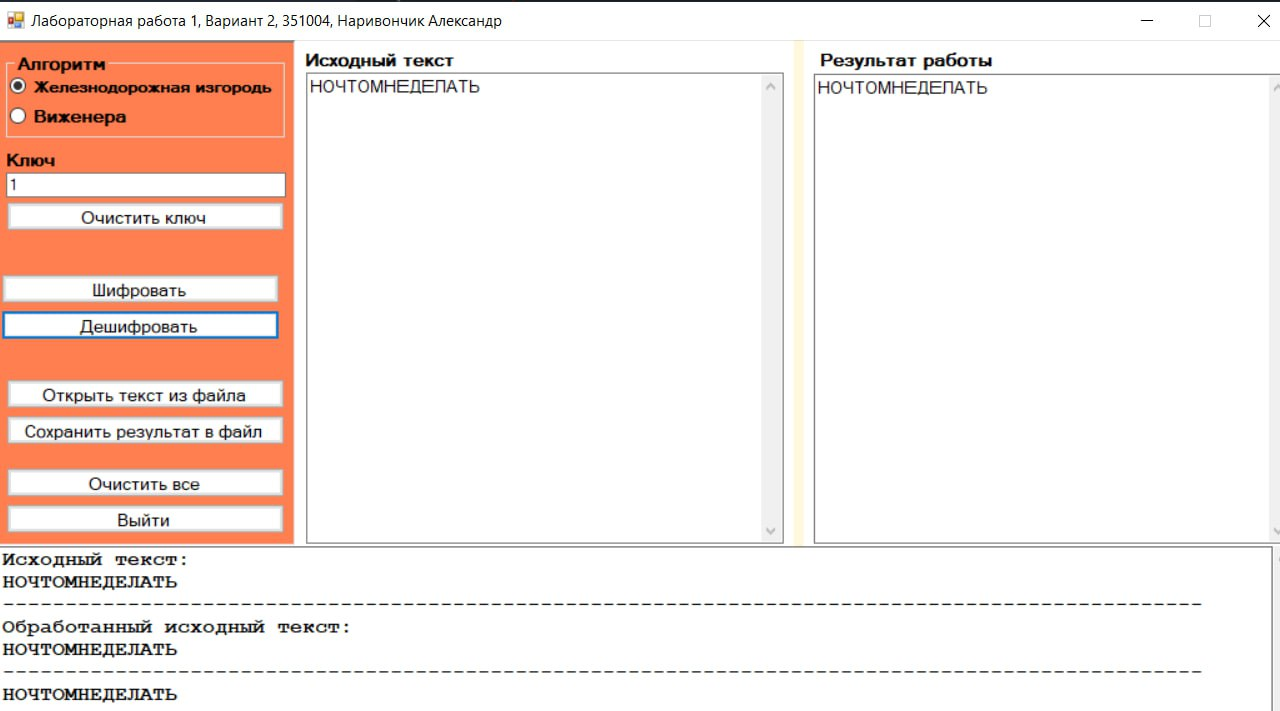 Лабораторная работа 1, Вариант 2, 351004, Наривончик Александр
Алгоритм
Железнодорожная изгородь
Виженера
Ключ
1
Очистить ключ
Шифровать
Дешифровать
Открыть текст из файла
Сохранить результат в файл
Очистить все
Выйти
Исходный текст
НОЧТОМНЕДЕЛАТЬ
Результат работы
НОЧТОМНЕДЕЛАТЬ
Исходный текст:
НОЧТОМНЕДЕЛАТЬ
------------------------------------------------------------------------------------------------
Обработанный исходный текст:
НОЧТОМНЕДЕЛАТЬ
------------------------------------------------------------------------------------------------
НОЧТОМНЕДЕЛАТЬ